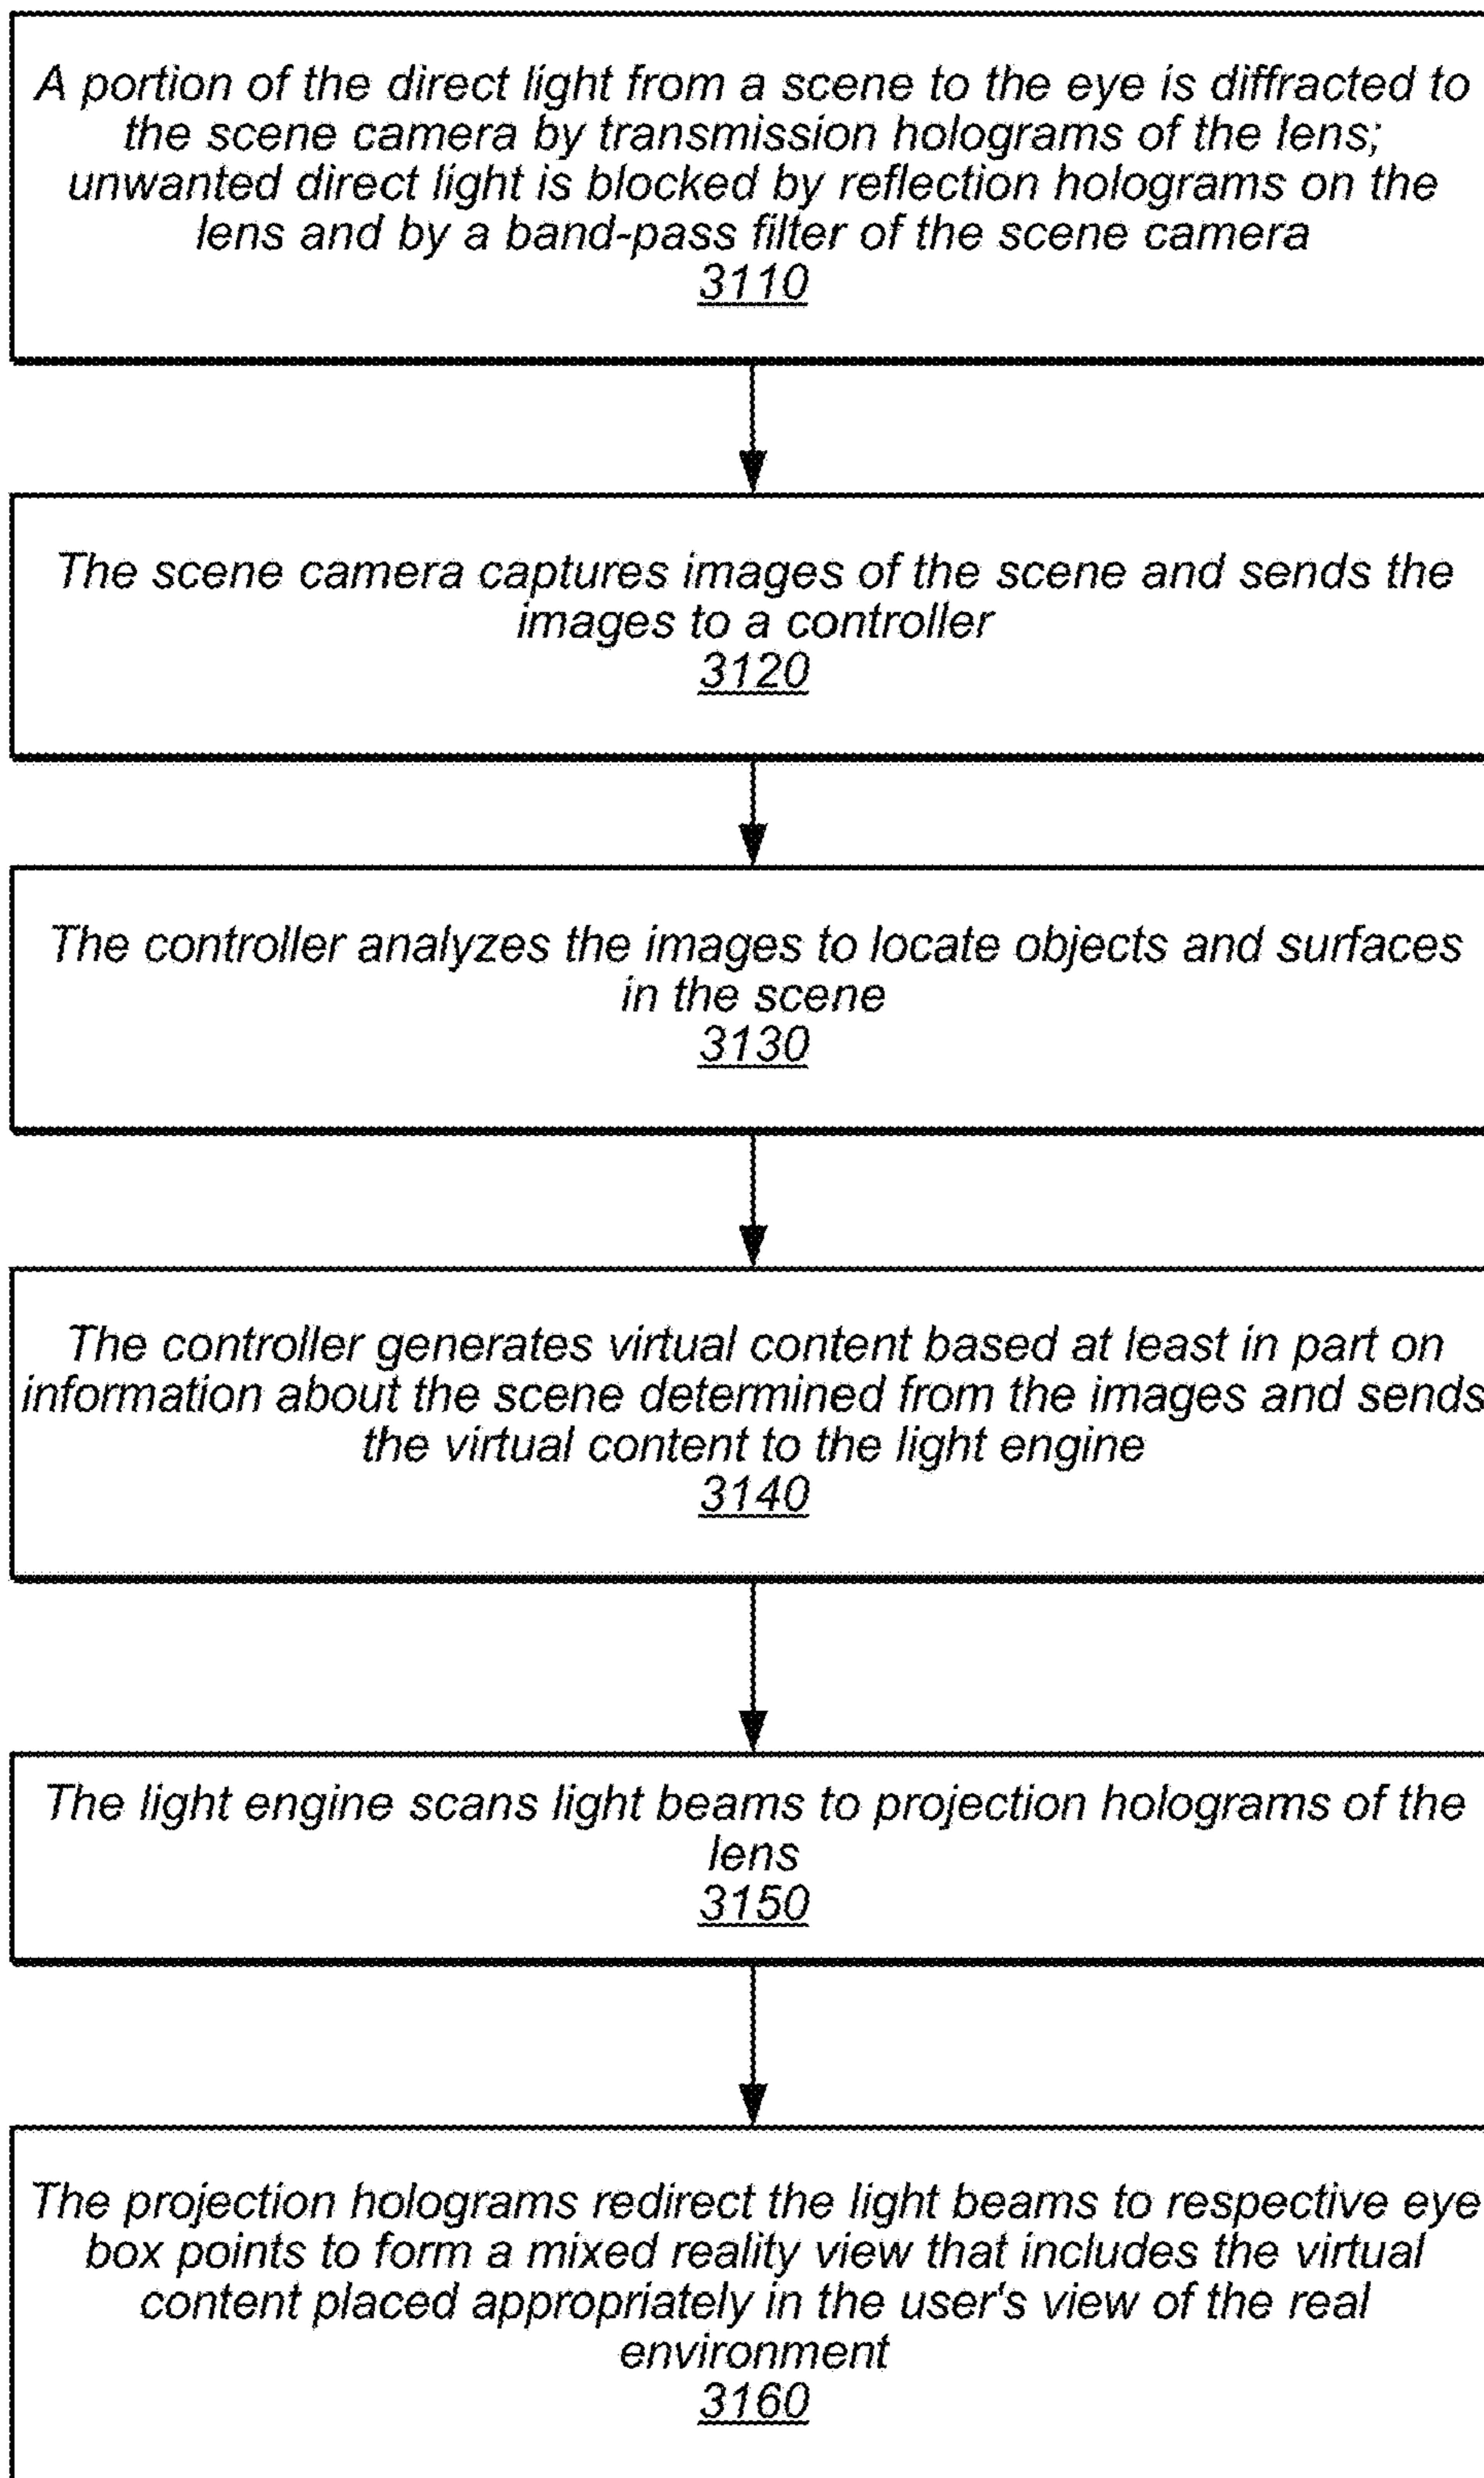 A portion of the direct light from a scene to the eye is diffracted to
the scene camera by transmission holograms of the lens;
unwanted direct light is blocked by reflection holograms on the
lens and by a band-pass filter of the scene camera
3110
The scene camera captures images of the scene and sends the
images to a controller
3120
The controller analyzes the images to locate objects and surfaces
in the scene
3130
The controller generates virtual content based at least in part on
information about the scene determined from the images and sends
the virtual content to the light engine
3140
The light engine scans light beams to projection holograms of the
lens
3150
The projection holograms redirect the light beams to respective eye
box points to form a mixed reality view that includes the virtual
content placed appropriately in the user's view of the real
environment
3160